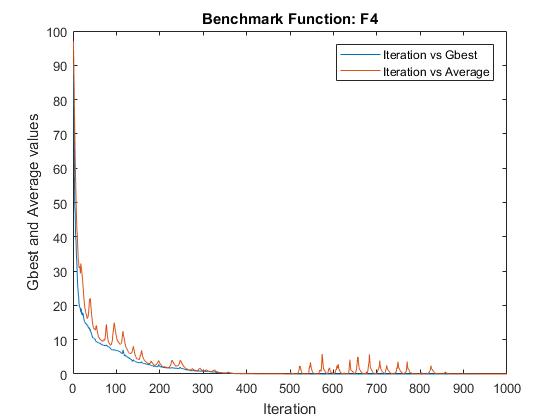 Benchmark Function: F4
100
90
80
70
60
50
40
30
20
10
0
Gbest and Average values
Iteration vs Gbest
Iteration vs Average
0 100 200 300 400 500 600 700 800 900 1000
Iteration